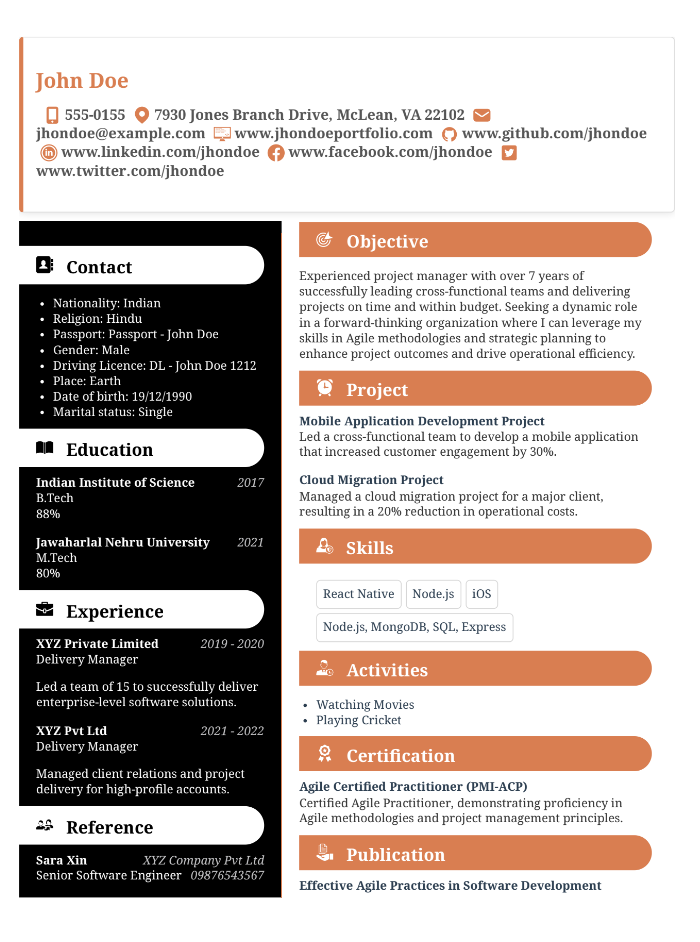 John Doe
555-0155 7930 Jones Branch Drive, McLean, VA 22102
jhondoe@example.com www.jhondoeportfolio.com www.github.com/jhondoe
www.linkedin.com/jhondoe www.facebook.com/jhondoe
www.twitter.com/jhondoe
Contact
• Nationality: Indian
• Religion: Hindu
• Passport: Passport - John Doe
• Gender: Male
• Driving Licence: DL - John Doe 1212
• Place: Earth
• Date of birth: 19/12/1990
• Marital status: Single
Education
Indian Institute of Science 2017
B.Tech
88%
Jawaharlal Nehru University 2021
M.Tech
80%
Experience
XYZ Private Limited 2019 - 2020
Delivery Manager
Led a team of 15 to successfully deliver
enterprise-level software solutions.
XYZ Pvt Ltd 2021 - 2022
Delivery Manager
Managed client relations and project
delivery for high-profile accounts.
Reference
Sara Xin XYZ Company Pvt Ltd
Senior Software Engineer 09876543567
Objective
Experienced project manager with over 7 years of
successfully leading cross-functional teams and delivering
projects on time and within budget. Seeking a dynamic role
in a forward-thinking organization where I can leverage my
skills in Agile methodologies and strategic planning to
enhance project outcomes and drive operational efficiency.
Project
Mobile Application Development Project
Led a cross-functional team to develop a mobile application
that increased customer engagement by 30%.
Cloud Migration Project
Managed a cloud migration project for a major client,
resulting in a 20% reduction in operational costs.
Skills
React Native Node.js iOS
Node.js, MongoDB, SQL, Express
Activities
• Watching Movies
• Playing Cricket
Certification
Agile Certified Practitioner (PMI-ACP)
Certified Agile Practitioner, demonstrating proficiency in
Agile methodologies and project management principles.
Publication
Effective Agile Practices in Software Development